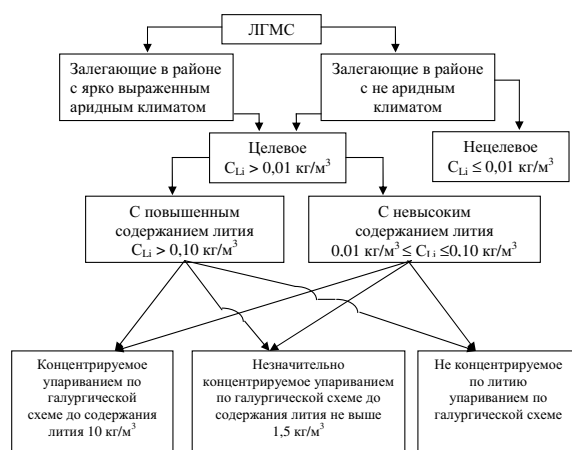 ЛГМС
Залегающие в районе
с ярко выраженным
аридным климатом
Залегающие в районе
с не аридным
климатом
Целевое
C_Li > 0,01 кг/м³
Нецелевое
C_Li ≤ 0,01 кг/м³
С повышенным
содержанием лития
C_Li > 0,10 кг/м³
С невысоким
содержанием лития
0,01 кг/м³ ≤ C_Li ≤0,10 кг/м³
Концентрируемое
упариванием по
галургической
схеме до содержания
лития 10 кг/м³
Незначительно
концентрируемое упариванием
по галургической схеме до
содержания лития не выше
1,5 кг/м³
Не концентрируемое
по литию
упариванием по
галургической схеме